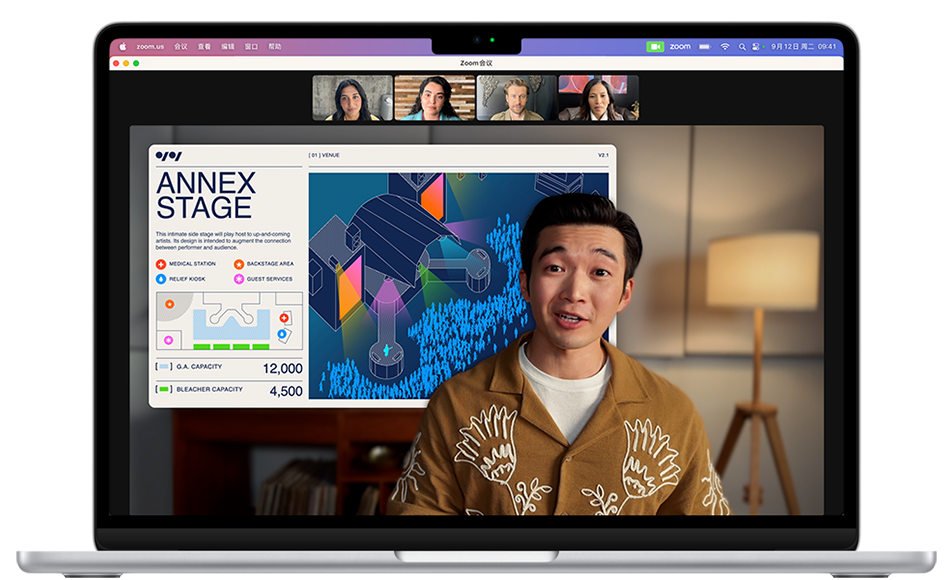 zoom.us 会议 查看 编辑 窗口 帮助
zoom 9月12日 周二 09:41
Zoom会议
[ 01 ] VENUE
V2.1
ANNEX
STAGE
This intimate side stage will play host to up-and-coming
artists. Its design is intended to augment the connection
between performer and audience.
MEDICAL STATION
BACKSTAGE AREA
RELIEF KIOSK
GUEST SERVICES
G.A. CAPACITY 12,000
BLEACHER CAPACITY 4,500